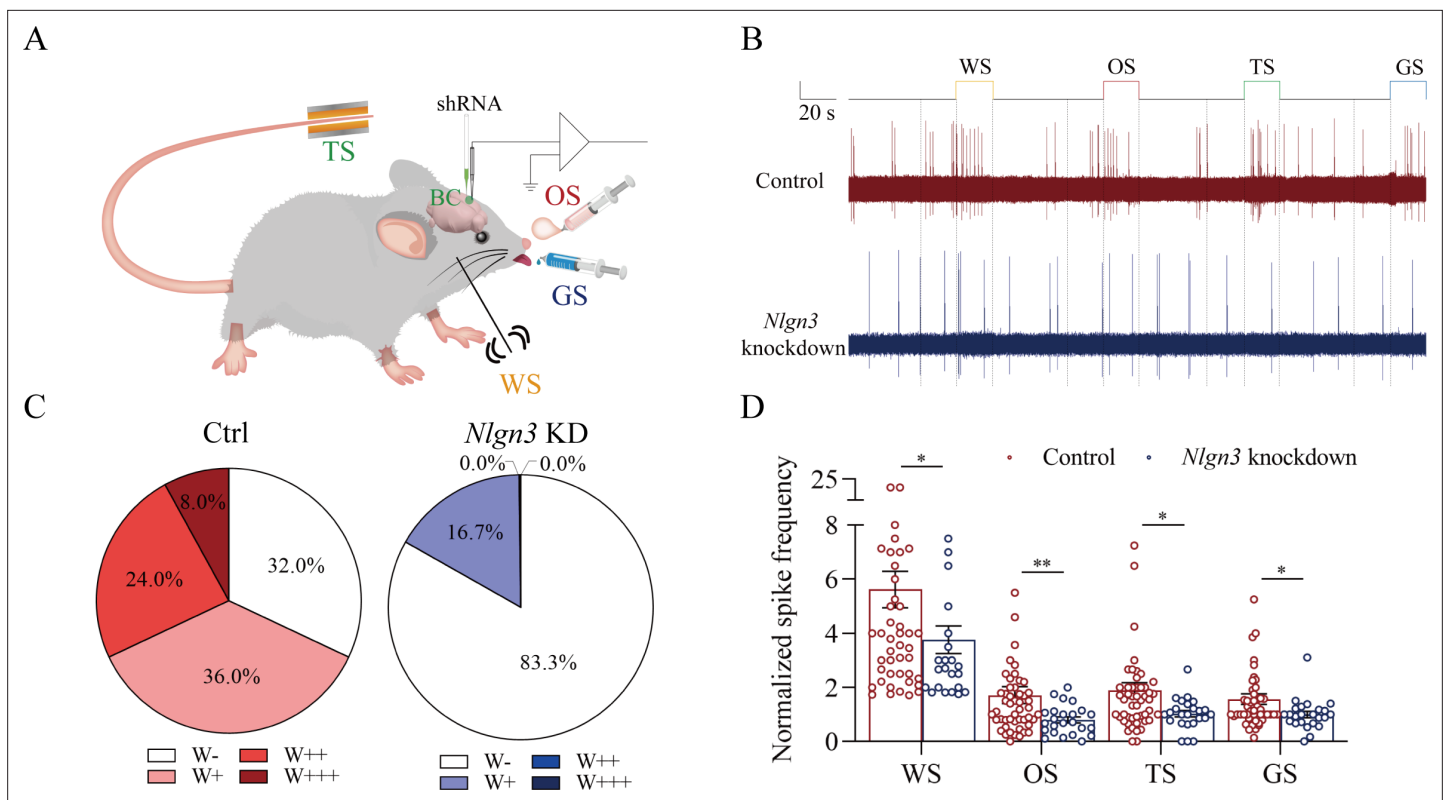 A
shRNA
TS
BC
OS
GS
WS
B
WS OS TS GS
20 s
Control
Nlgn3
knockdown
C
Ctrl
8.0%
32.0%
24.0%
36.0%
W- W++
W+ W+++
Nlgn3 KD
0.0% 0.0%
16.7%
83.3%
W- W++
W+ W+++
D
Control Nlgn3 knockdown
Normalized spike frequency
25
8
6
4
2
0
* ** * *
WS OS TS GS